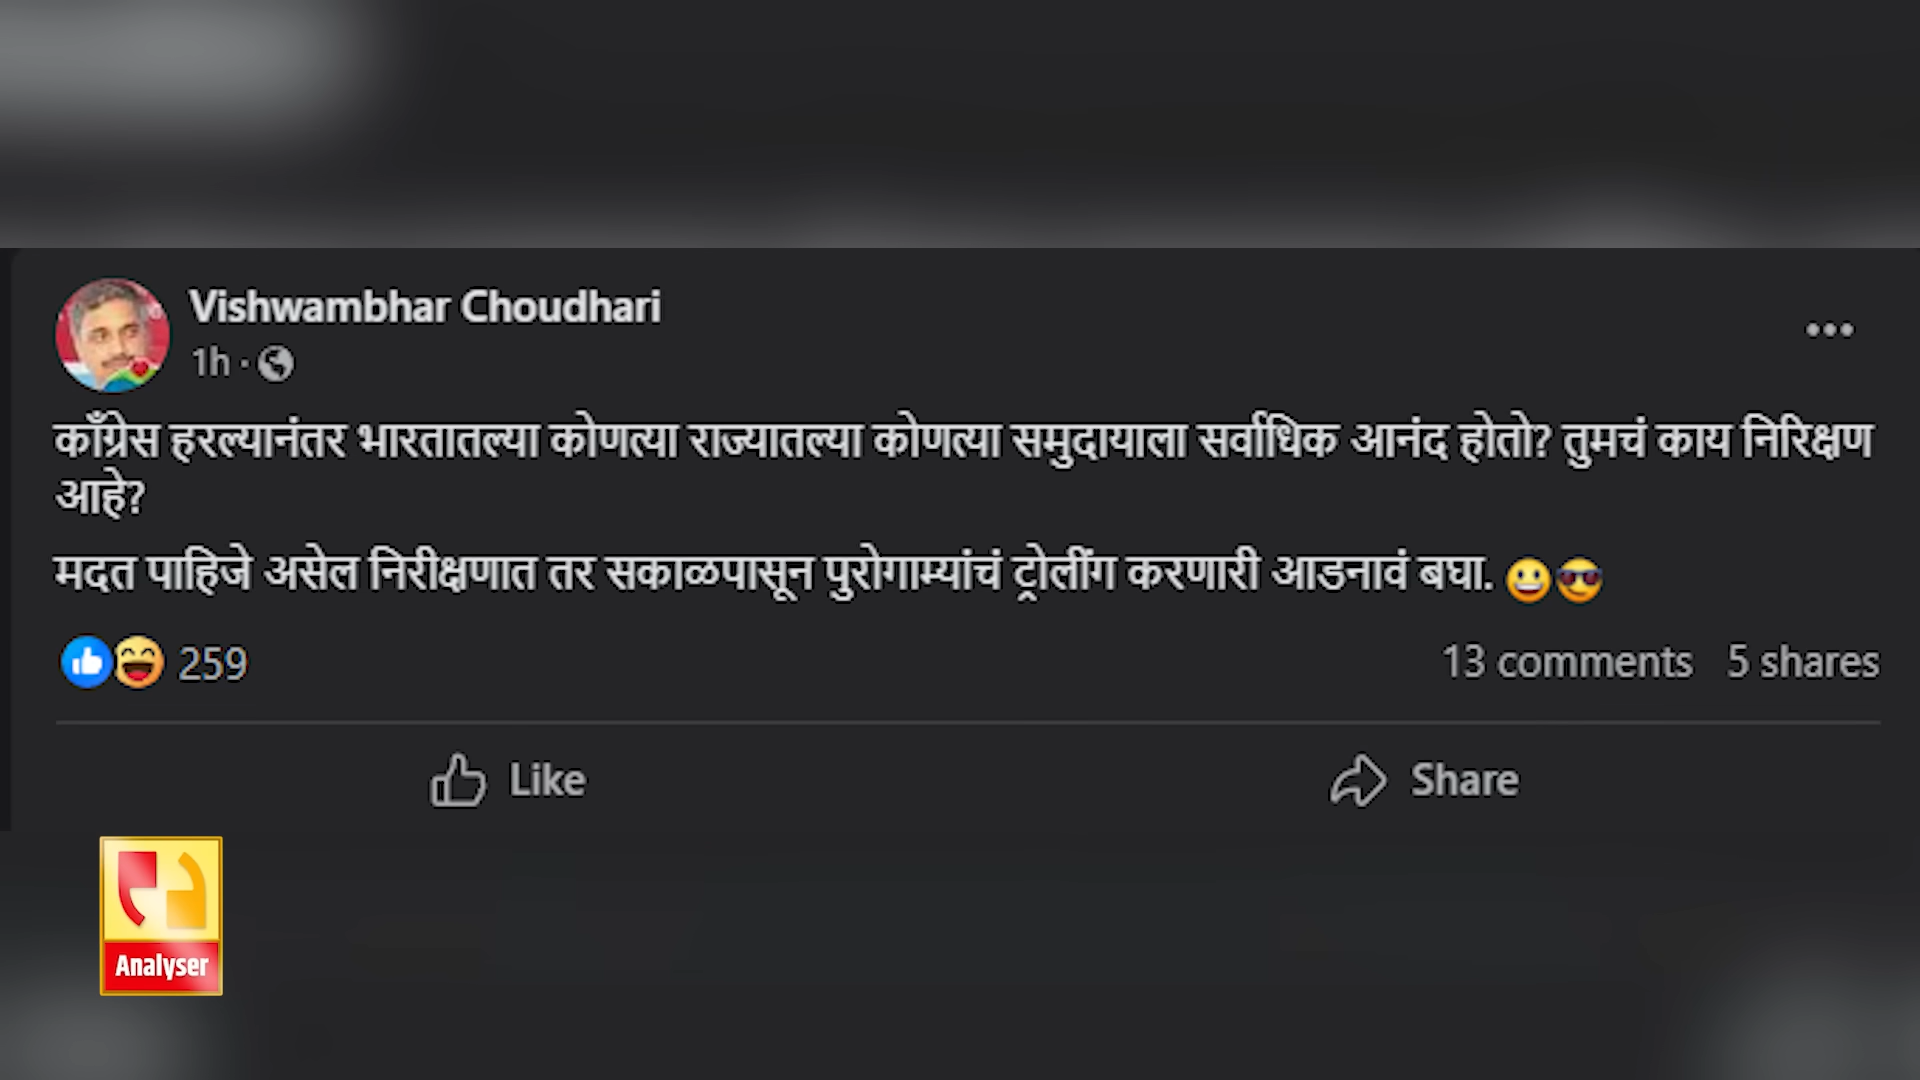 Vishwambhar Choudhari
1h ·
काँग्रेस हरल्यानंतर भारतातल्या कोणत्या राज्यातल्या कोणत्या समुदायाला सर्वाधिक आनंद होतो? तुमचं काय निरिक्षण
आहे?
मदत पाहिजे असेल निरीक्षणात तर सकाळपासून पुरोगाम्यांचं ट्रोलींग करणारी आडनावं बघा. 😀😎
259
13 comments 5 shares
Like
Share
Analyser